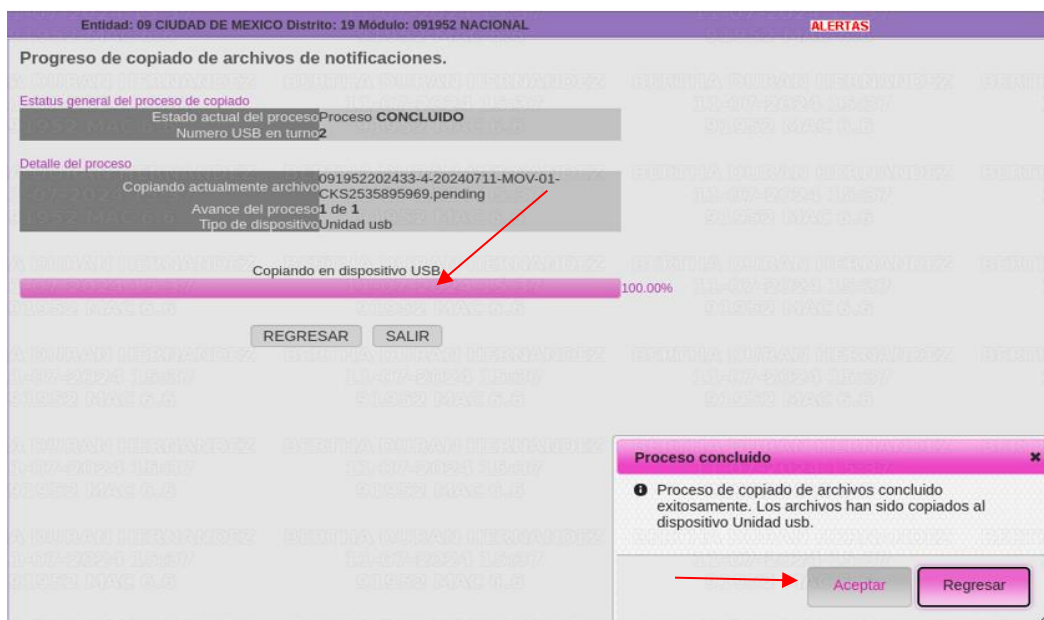 Entidad: 09 CIUDAD DE MEXICO Distrito: 19 Módulo: 091952 NACIONAL
ALERTAS
Progreso de copiado de archivos de notificaciones.
Estatus general del proceso de copiado
Estado actual del proceso Proceso CONCLUIDO
Numero USB en turno 2
Detalle del proceso
Copiando actualmente archivo 091952202433-4-20240711-MOV-01-
CKS2535895969.pending
Avance del proceso 1 de 1
Tipo de dispositivo Unidad usb
Copiando en dispositivo USB
100.00%
REGRESAR SALIR
Proceso concluido
Proceso de copiado de archivos concluido
exitosamente. Los archivos han sido copiados al
dispositivo Unidad usb.
Aceptar Regresar